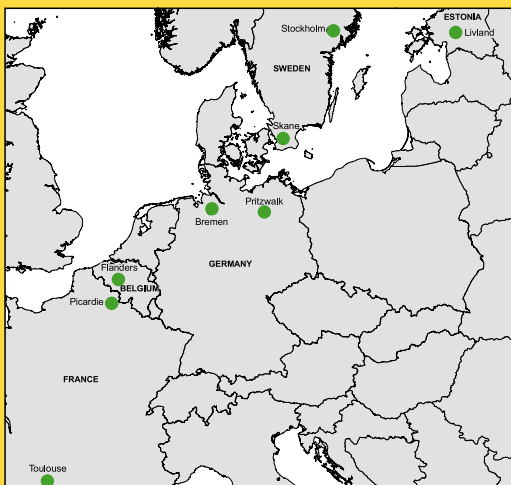 ESTONIA
Stockholm
Livland
SWEDEN
Skane
Pritzwalk
Bremen
GERMANY
Flanders
BELGIUM
Picardie
FRANCE
Toulouse